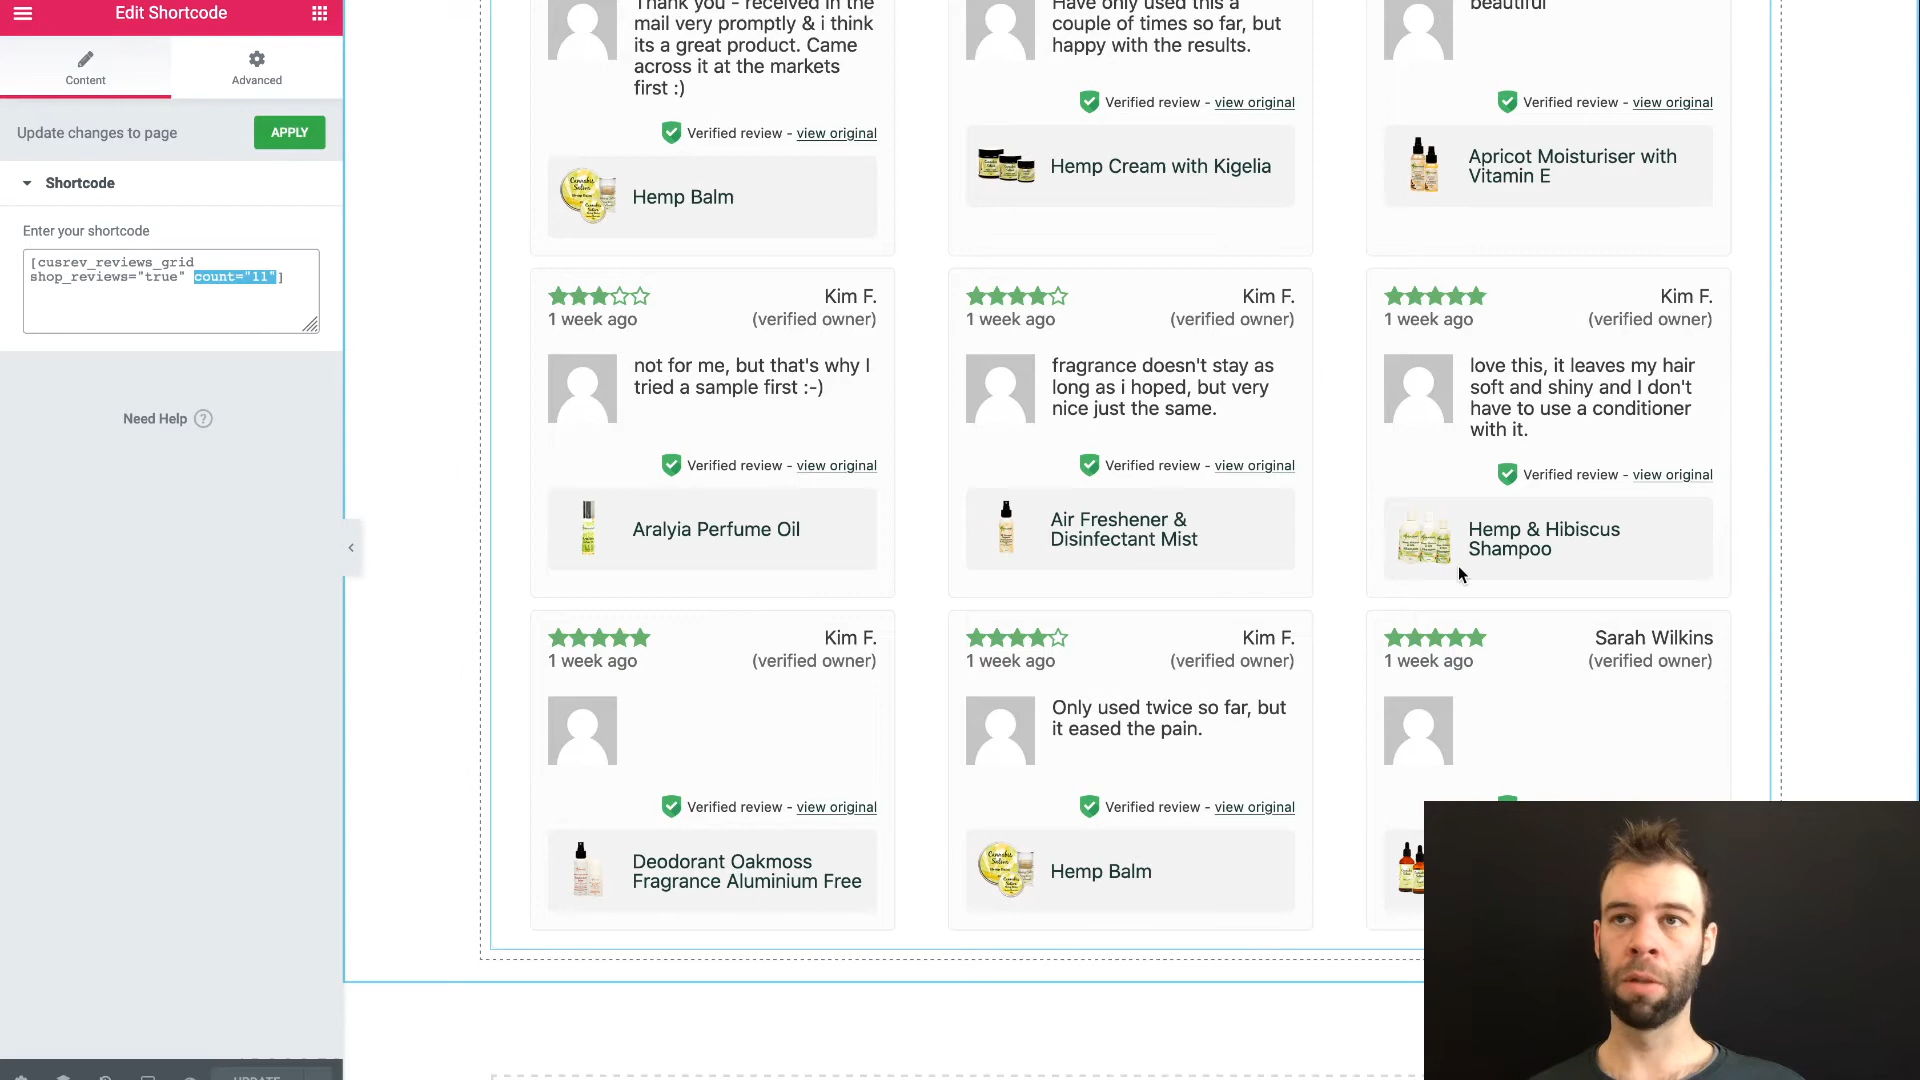 Edit Shortcode
Content
Advanced
Update changes to page
APPLY
Shortcode
Enter your shortcode
[cusrev_reviews_grid
shop_reviews="true" count="11"]
Need Help ?
UPDATE
Thank you - received in the
mail very promptly & i think
its a great product. Came
across it at the markets
first :)
Verified review - view original
Hemp Balm
Have only used this a
couple of times so far, but
happy with the results.
Verified review - view original
Hemp Cream with Kigelia
beautiful
Verified review - view original
Apricot Moisturiser with
Vitamin E
Kim F.
1 week ago (verified owner)
not for me, but that's why I
tried a sample first :-)
Verified review - view original
Aralyia Perfume Oil
Kim F.
1 week ago (verified owner)
fragrance doesn't stay as
long as i hoped, but very
nice just the same.
Verified review - view original
Air Freshener &
Disinfectant Mist
Kim F.
1 week ago (verified owner)
love this, it leaves my hair
soft and shiny and I don't
have to use a conditioner
with it.
Verified review - view original
Hemp & Hibiscus
Shampoo
Kim F.
1 week ago (verified owner)
Verified review - view original
Deodorant Oakmoss
Fragrance Aluminium Free
Kim F.
1 week ago (verified owner)
Only used twice so far, but
it eased the pain.
Verified review - view original
Hemp Balm
Sarah Wilkins
1 week ago (verified owner)